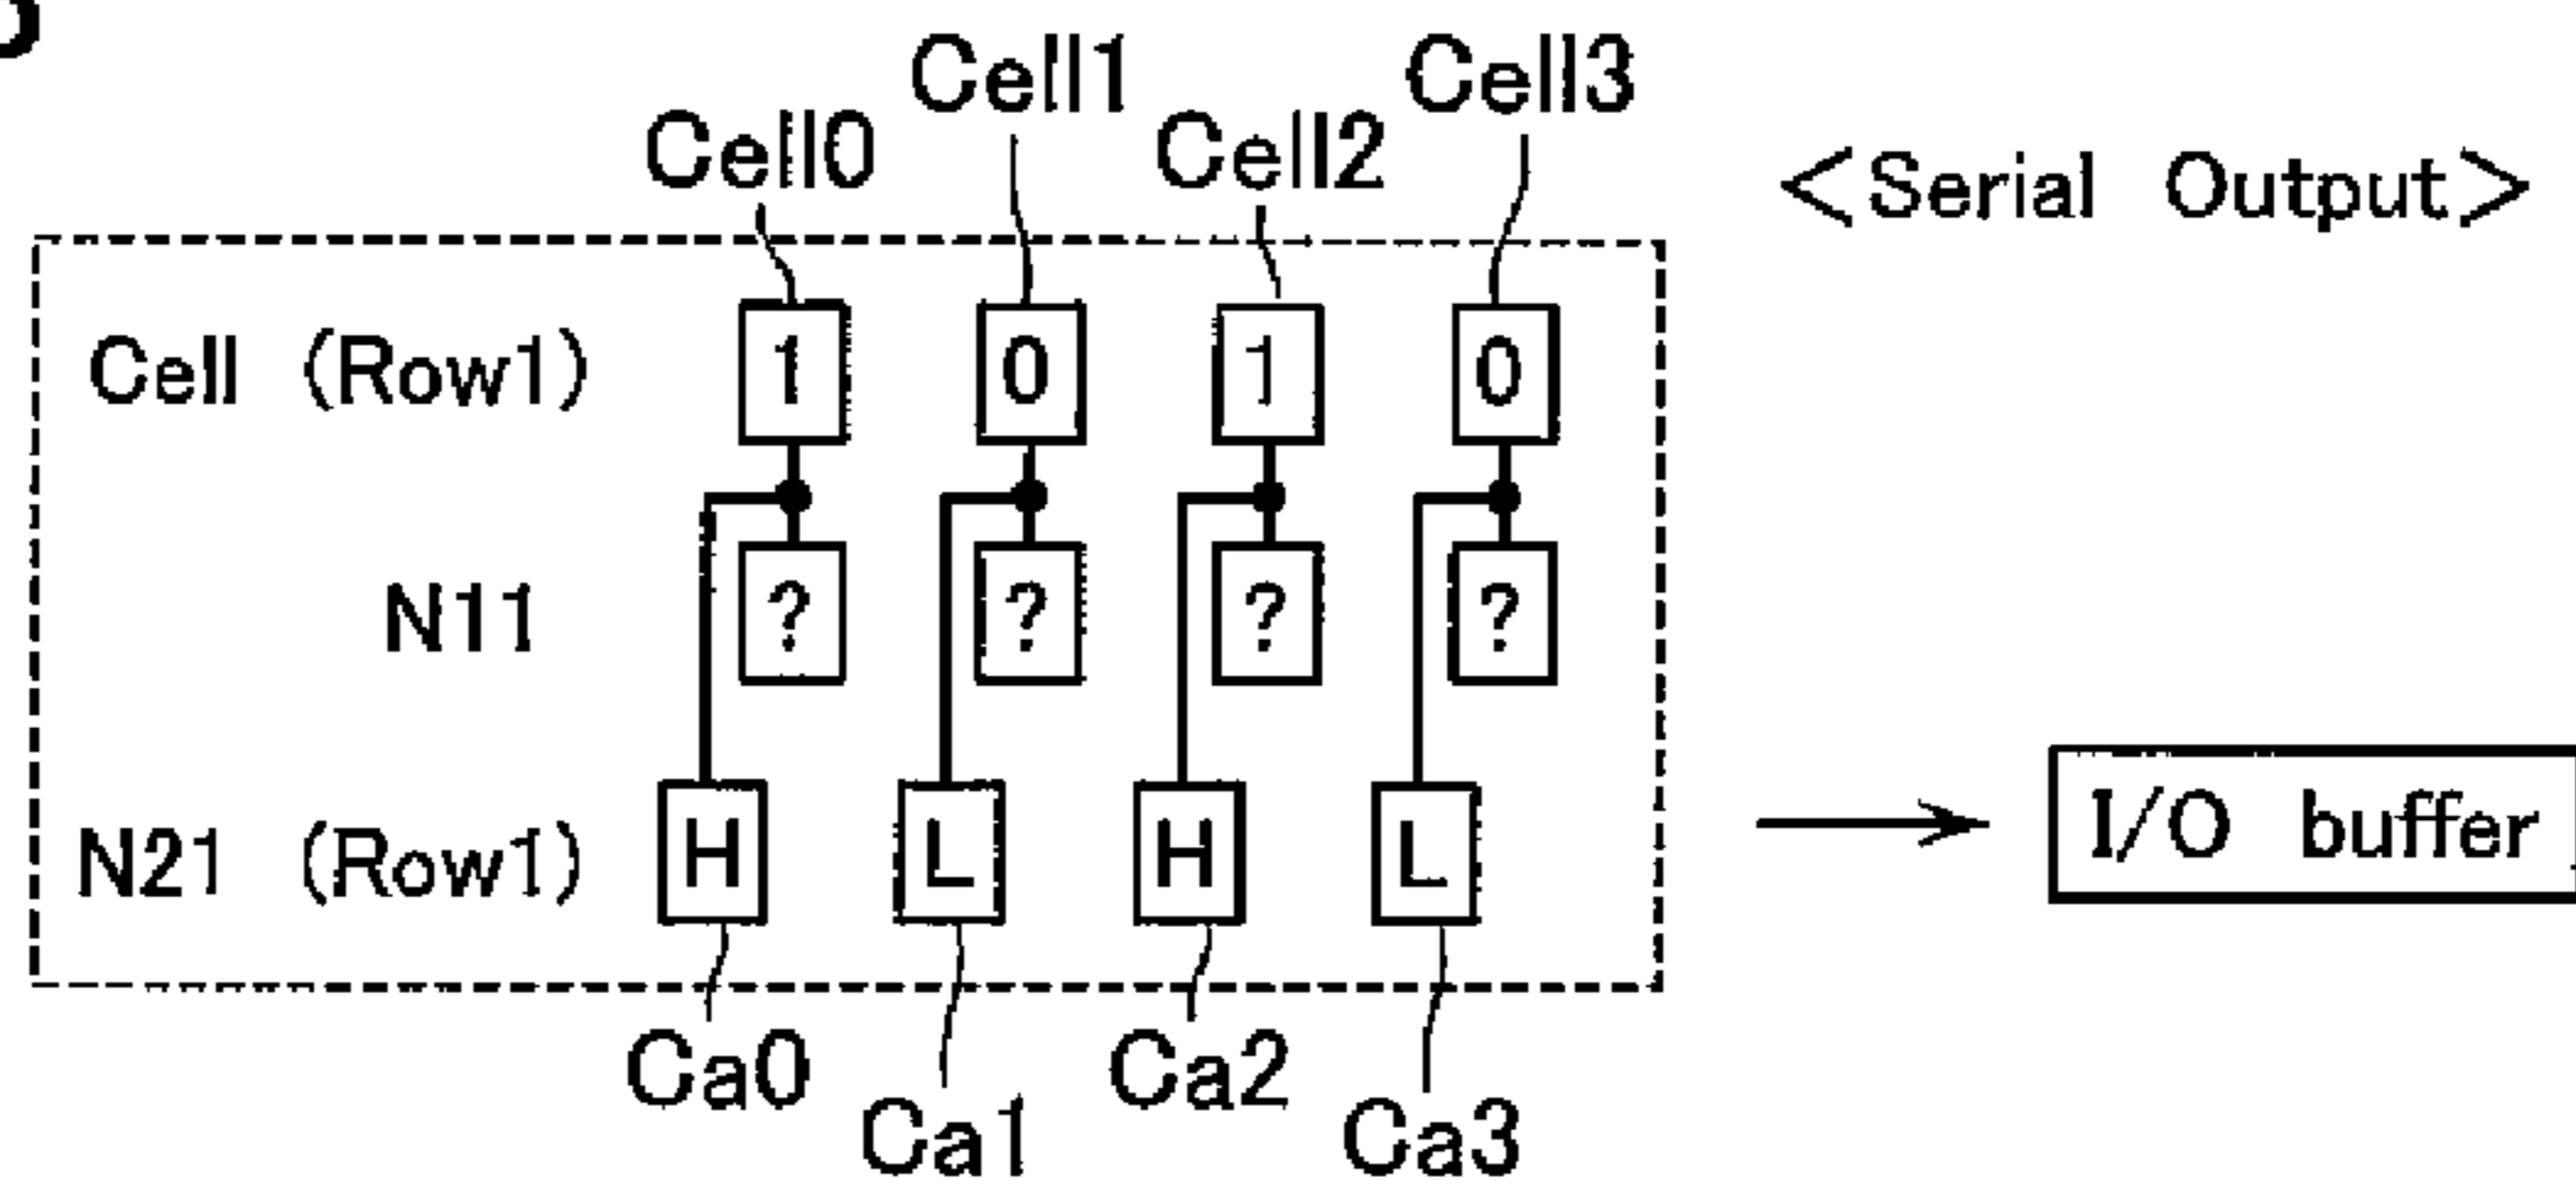 Cell1 Cell3
Cell0 Cell2 <Serial Output>
Cell (Row1) 1 0 1 0
N11 ? ? ? ?
N21 (Row1) H L H L I/O buffer
Ca0 Ca2
Ca1 Ca3